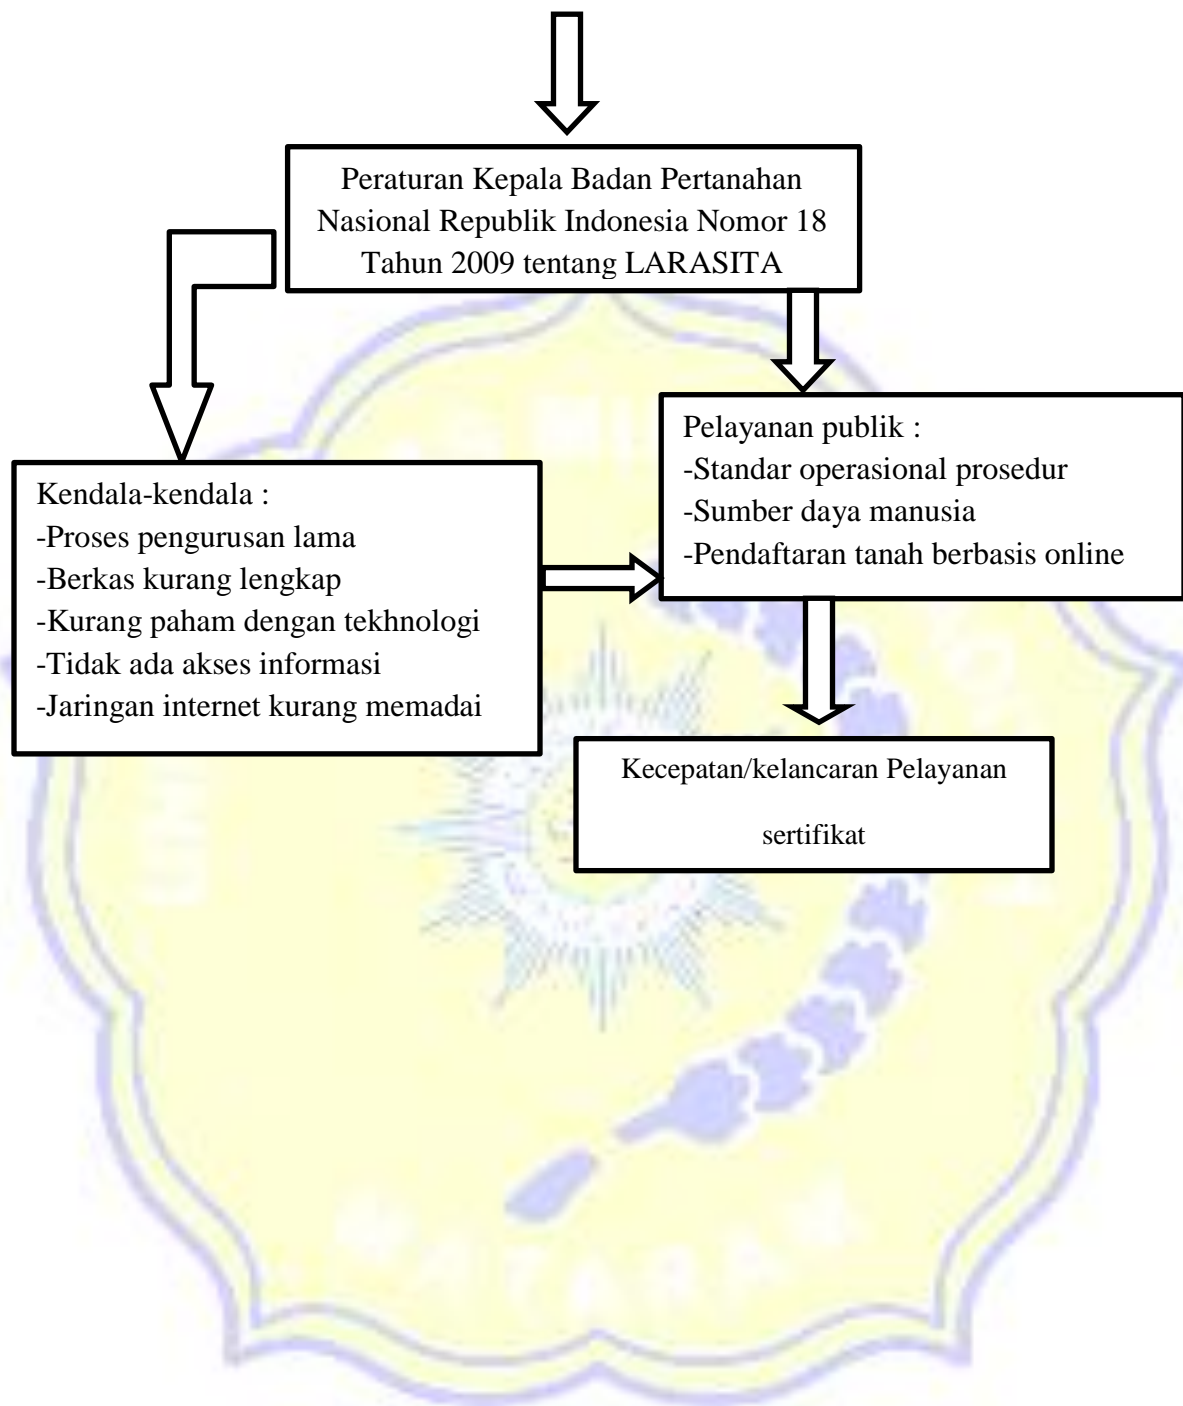 Peraturan Kepala Badan Pertanahan
Nasional Republik Indonesia Nomor 18
Tahun 2009 tentang LARASITA
Pelayanan publik :
-Standar operasional prosedur
-Sumber daya manusia
-Pendaftaran tanah berbasis online
Kendala-kendala :
-Proses pengurusan lama
-Berkas kurang lengkap
-Kurang paham dengan tekhnologi
-Tidak ada akses informasi
-Jaringan internet kurang memadai
Kecepatan/kelancaran Pelayanan
sertifikat
MATARAM